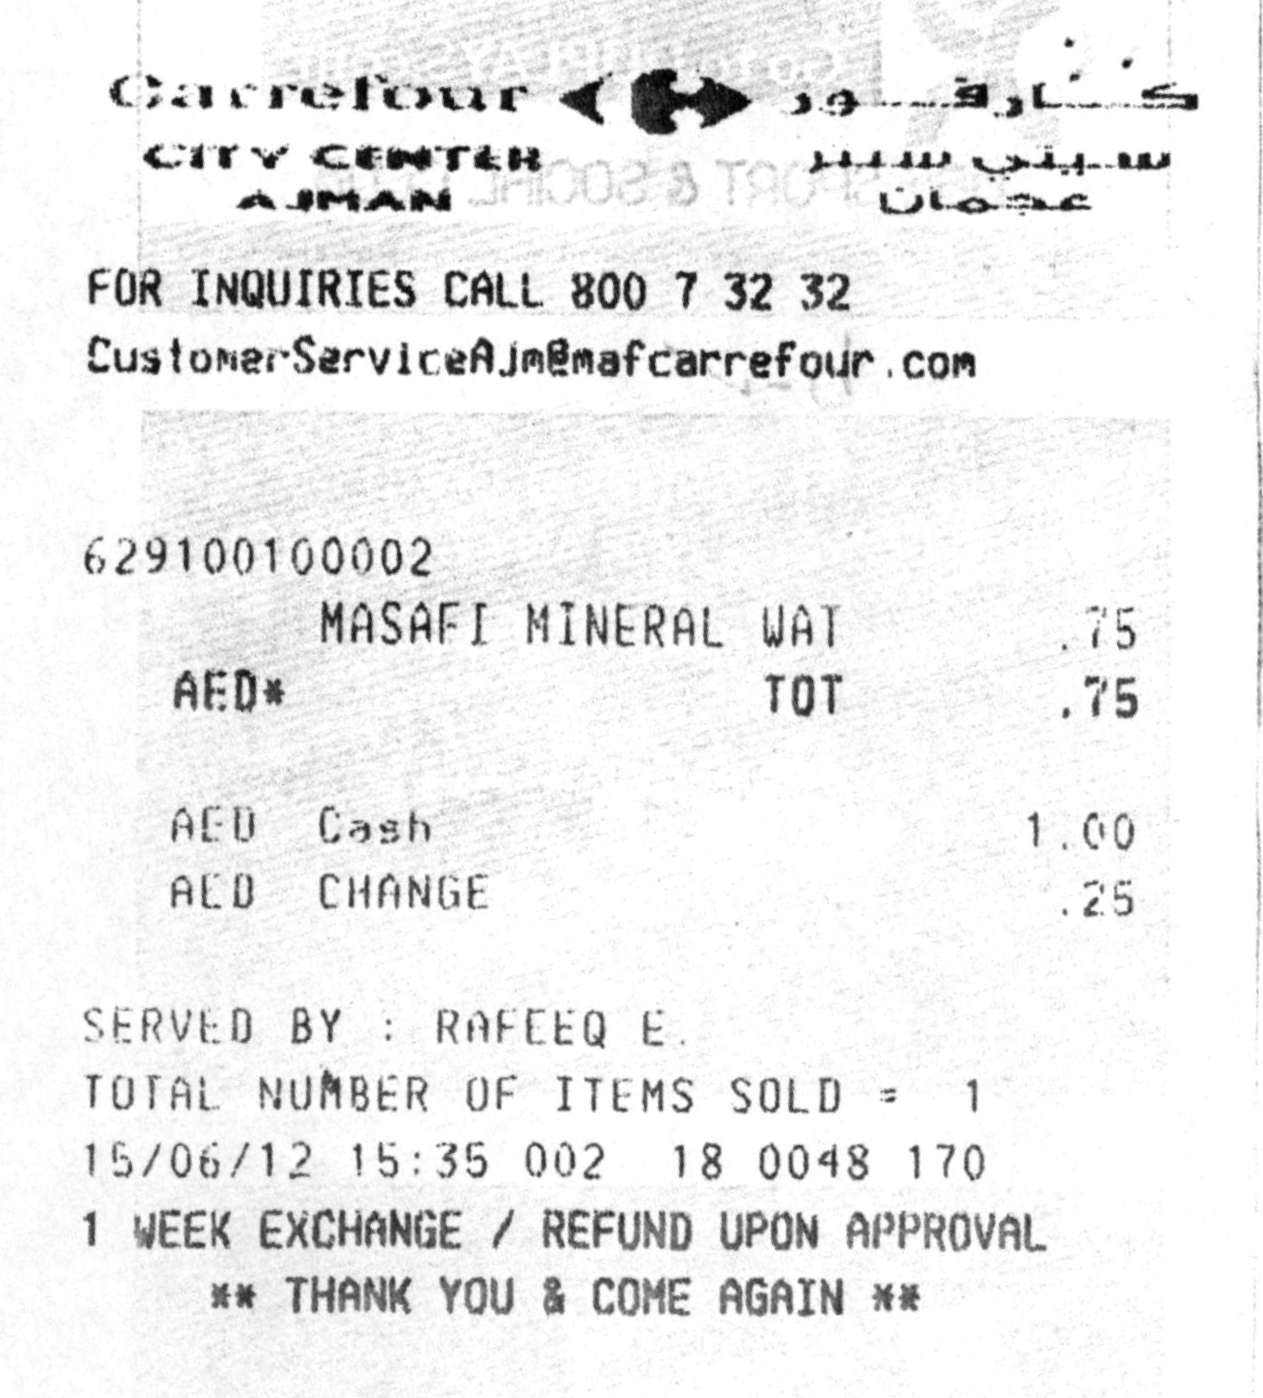 Carrefour كارفور
CITY CENTER سيتي سنتر
AJMAN عجمان
FOR INQUIRIES CALL 800 7 32 32
CustomerServiceAjm@mafcarrefour.com
629100100002
MASAFI MINERAL WAT .75
AED* TOT .75
AED Cash 1.00
AED CHANGE .25
SERVED BY : RAFEEQ E.
TOTAL NUMBER OF ITEMS SOLD = 1
15/06/12 15:35 002 18 0048 170
1 WEEK EXCHANGE / REFUND UPON APPROVAL
** THANK YOU & COME AGAIN **